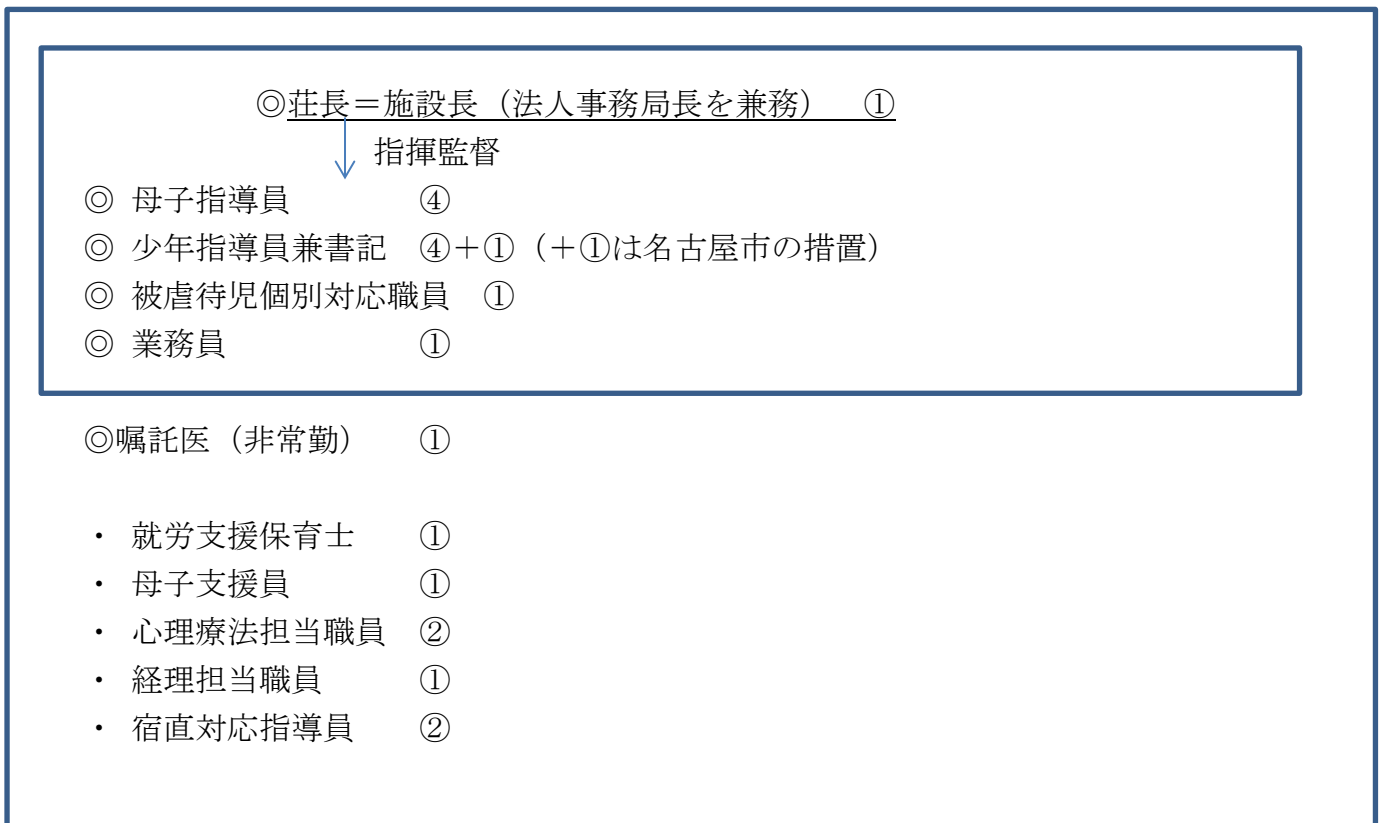 ◎荘長＝施設長（法人事務局長を兼務）　①
指揮監督
◎ 母子指導員　　　　④
◎ 少年指導員兼書記　④＋①（＋①は名古屋市の措置）
◎ 被虐待児個別対応職員　①
◎ 業務員　　　　　　①
◎嘱託医（非常勤）　　①
・ 就労支援保育士　　①
・ 母子支援員　　　　①
・ 心理療法担当職員　②
・ 経理担当職員　　　①
・ 宿直対応指導員　　②